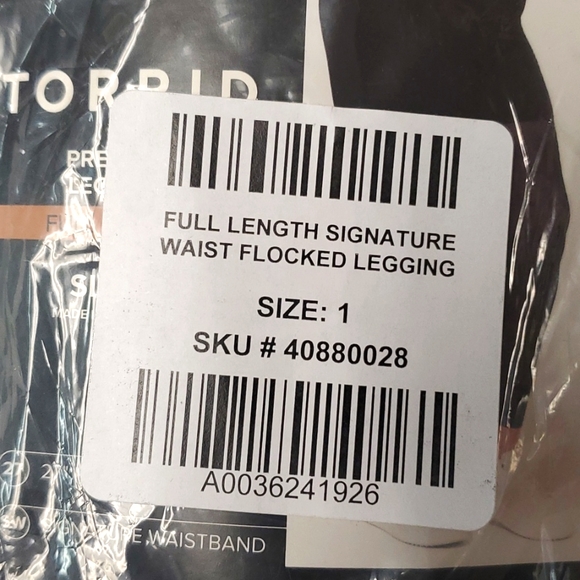 TORRID
FULL LENGTH SIGNATURE
WAIST FLOCKED LEGGING
SIZE: 1
SKU # 40880028
A0036241926
WAISTBAND